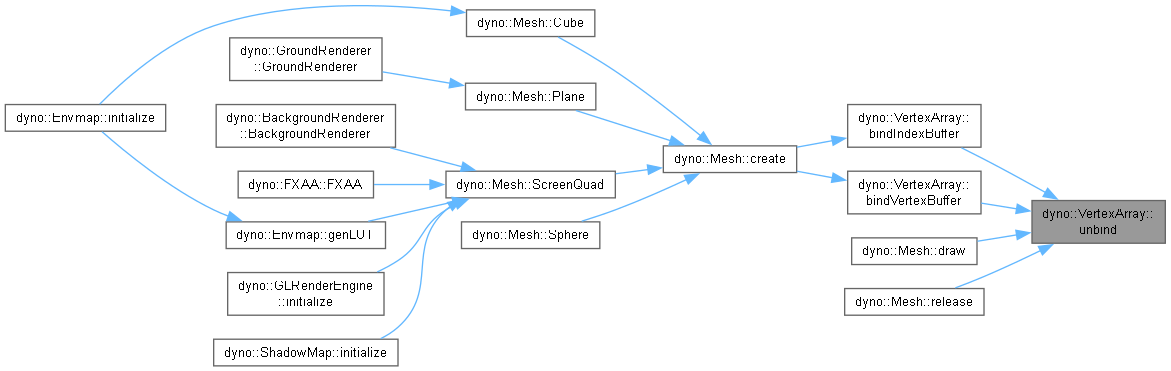 dyno::Mesh::Cube
dyno::GroundRenderer
::GroundRenderer
dyno::Mesh::Plane
dyno::Envmap::initialize
dyno::BackgroundRenderer
::BackgroundRenderer
dyno::VertexArray::
bindIndexBuffer
dyno::Mesh::create
dyno::FXAA::FXAA
dyno::Mesh::ScreenQuad
dyno::VertexArray::
bindVertexBuffer
dyno::VertexArray::
unbind
dyno::Envmap::genLUT
dyno::Mesh::Sphere
dyno::Mesh::draw
dyno::GLRenderEngine
::initialize
dyno::Mesh::release
dyno::ShadowMap::initialize